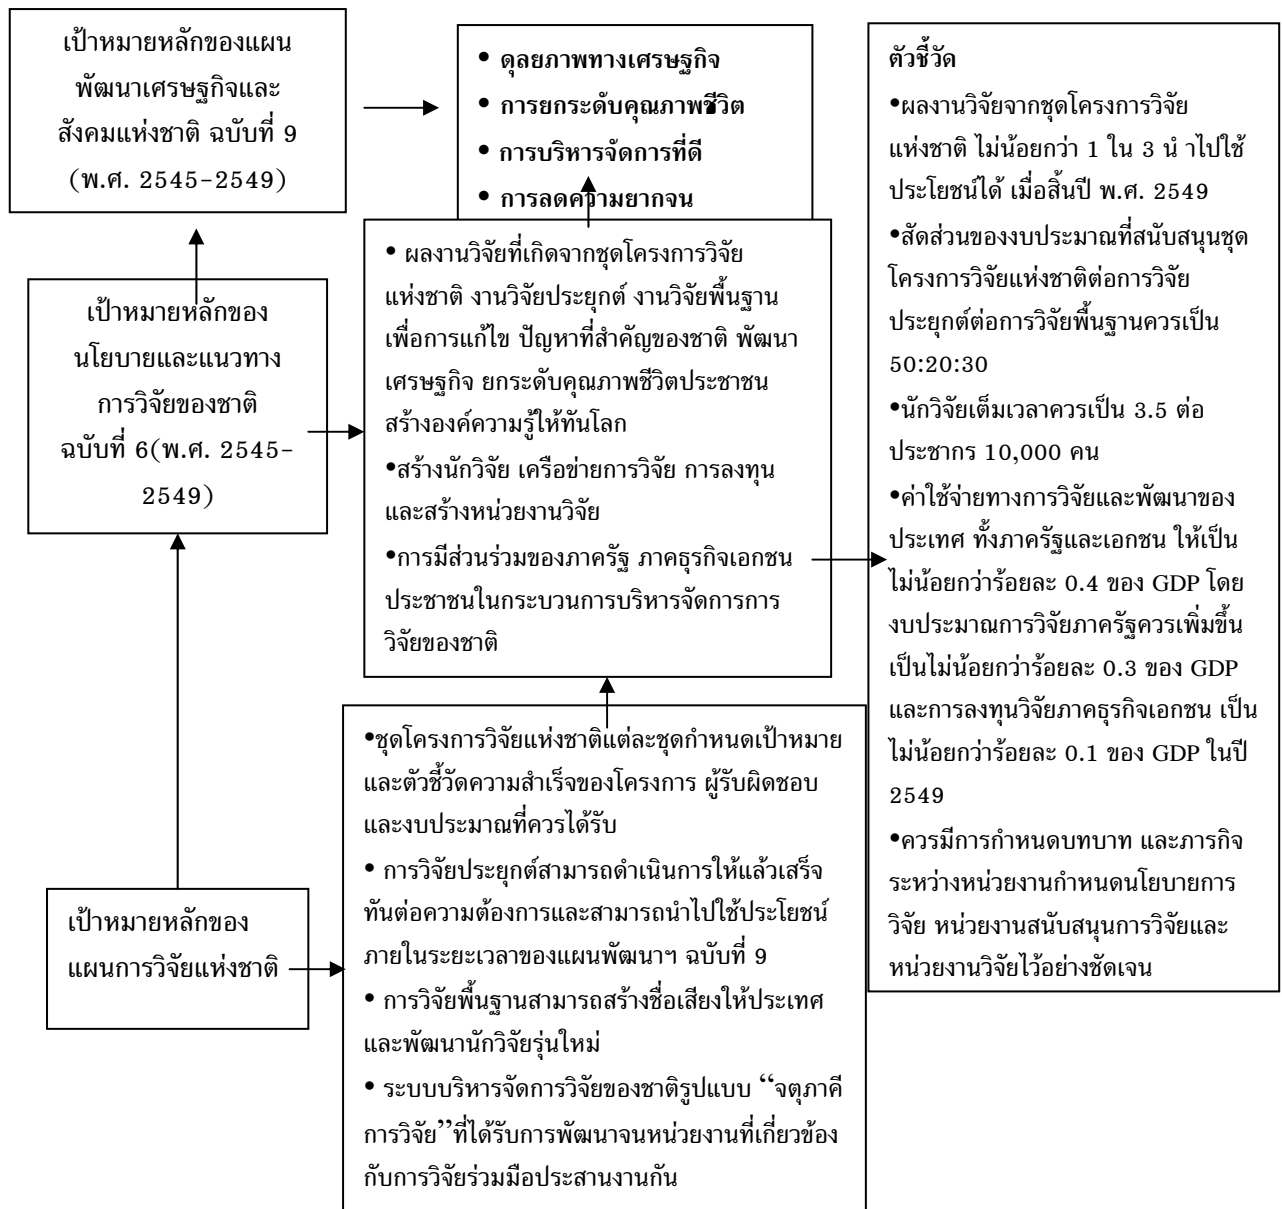 เป้าหมายหลักของแผน
พัฒนาเศรษฐกิจและ
สังคมแห่งชาติ ฉบับที่ 9
(พ.ศ. 2545-2549)
• ดุลยภาพทางเศรษฐกิจ
• การยกระดับคุณภาพชีวิต
• การบริหารจัดการที่ดี
• การลดความยากจน
เป้าหมายหลักของ
นโยบายและแนวทาง
การวิจัยของชาติ
ฉบับที่ 6(พ.ศ. 2545-
2549)
• ผลงานวิจัยที่เกิดจากชุดโครงการวิจัย
แห่งชาติ งานวิจัยประยุกต์ งานวิจัยพื้นฐาน
เพื่อการแก้ไข ปัญหาที่สำคัญของชาติ พัฒนา
เศรษฐกิจ ยกระดับคุณภาพชีวิตประชาชน
สร้างองค์ความรู้ให้ทันโลก
•สร้างนักวิจัย เครือข่ายการวิจัย การลงทุน
และสร้างหน่วยงานวิจัย
•การมีส่วนร่วมของภาครัฐ ภาคธุรกิจเอกชน
ประชาชนในกระบวนการบริหารจัดการการ
วิจัยของชาติ
ตัวชี้วัด
•ผลงานวิจัยจากชุดโครงการวิจัย
แห่งชาติ ไม่น้อยกว่า 1 ใน 3 นำไปใช้
ประโยชน์ได้ เมื่อสิ้นปี พ.ศ. 2549
•สัดส่วนของงบประมาณที่สนับสนุนชุด
โครงการวิจัยแห่งชาติต่อการวิจัย
ประยุกต์ต่อการวิจัยพื้นฐานควรเป็น
50:20:30
•นักวิจัยเต็มเวลาควรเป็น 3.5 ต่อ
ประชากร 10,000 คน
•ค่าใช้จ่ายทางการวิจัยและพัฒนาของ
ประเทศ ทั้งภาครัฐและเอกชน ให้เป็น
ไม่น้อยกว่าร้อยละ 0.4 ของ GDP โดย
งบประมาณการวิจัยภาครัฐควรเพิ่มขึ้น
เป็นไม่น้อยกว่าร้อยละ 0.3 ของ GDP
และการลงทุนวิจัยภาคธุรกิจเอกชน เป็น
ไม่น้อยกว่าร้อยละ 0.1 ของ GDP ในปี
2549
•ควรมีการกำหนดบทบาท และภารกิจ
ระหว่างหน่วยงานกำหนดนโยบายการ
วิจัย หน่วยงานสนับสนุนการวิจัยและ
หน่วยงานวิจัยไว้อย่างชัดเจน
เป้าหมายหลักของ
แผนการวิจัยแห่งชาติ
•ชุดโครงการวิจัยแห่งชาติแต่ละชุดกำหนดเป้าหมาย
และตัวชี้วัดความสำเร็จของโครงการ ผู้รับผิดชอบ
และงบประมาณที่ควรได้รับ
• การวิจัยประยุกต์สามารถดำเนินการให้แล้วเสร็จ
ทันต่อความต้องการและสามารถนำไปใช้ประโยชน์
ภายในระยะเวลาของแผนพัฒนาฯ ฉบับที่ 9
• การวิจัยพื้นฐานสามารถสร้างชื่อเสียงให้ประเทศ
และพัฒนานักวิจัยรุ่นใหม่
• ระบบบริหารจัดการวิจัยของชาติรูปแบบ “จตุภาคี
การวิจัย”ที่ได้รับการพัฒนาจนหน่วยงานที่เกี่ยวข้อง
กับการวิจัยร่วมมือประสานงานกัน